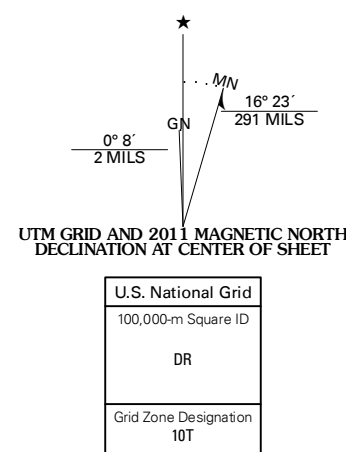 ★
MN
16° 23´
291 MILS
GN
0° 8´
2 MILS
UTM GRID AND 2011 MAGNETIC NORTH
DECLINATION AT CENTER OF SHEET
U.S. National Grid
100,000-m Square ID
DR
Grid Zone Designation
10T